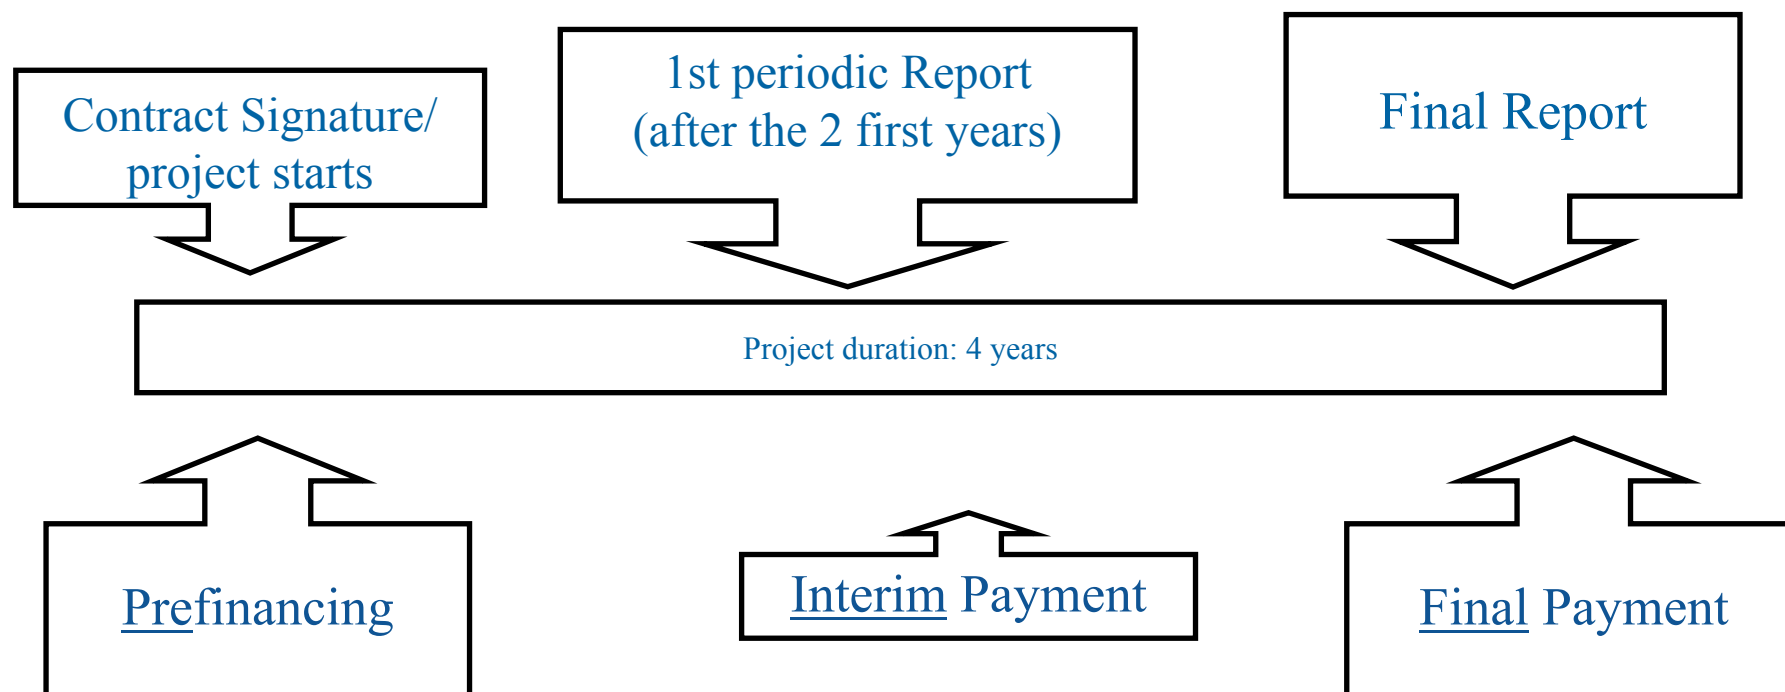 Contract Signature/
project starts
1st periodic Report
(after the 2 first years)
Final Report
Project duration: 4 years
Prefinancing
Interim Payment
Final Payment